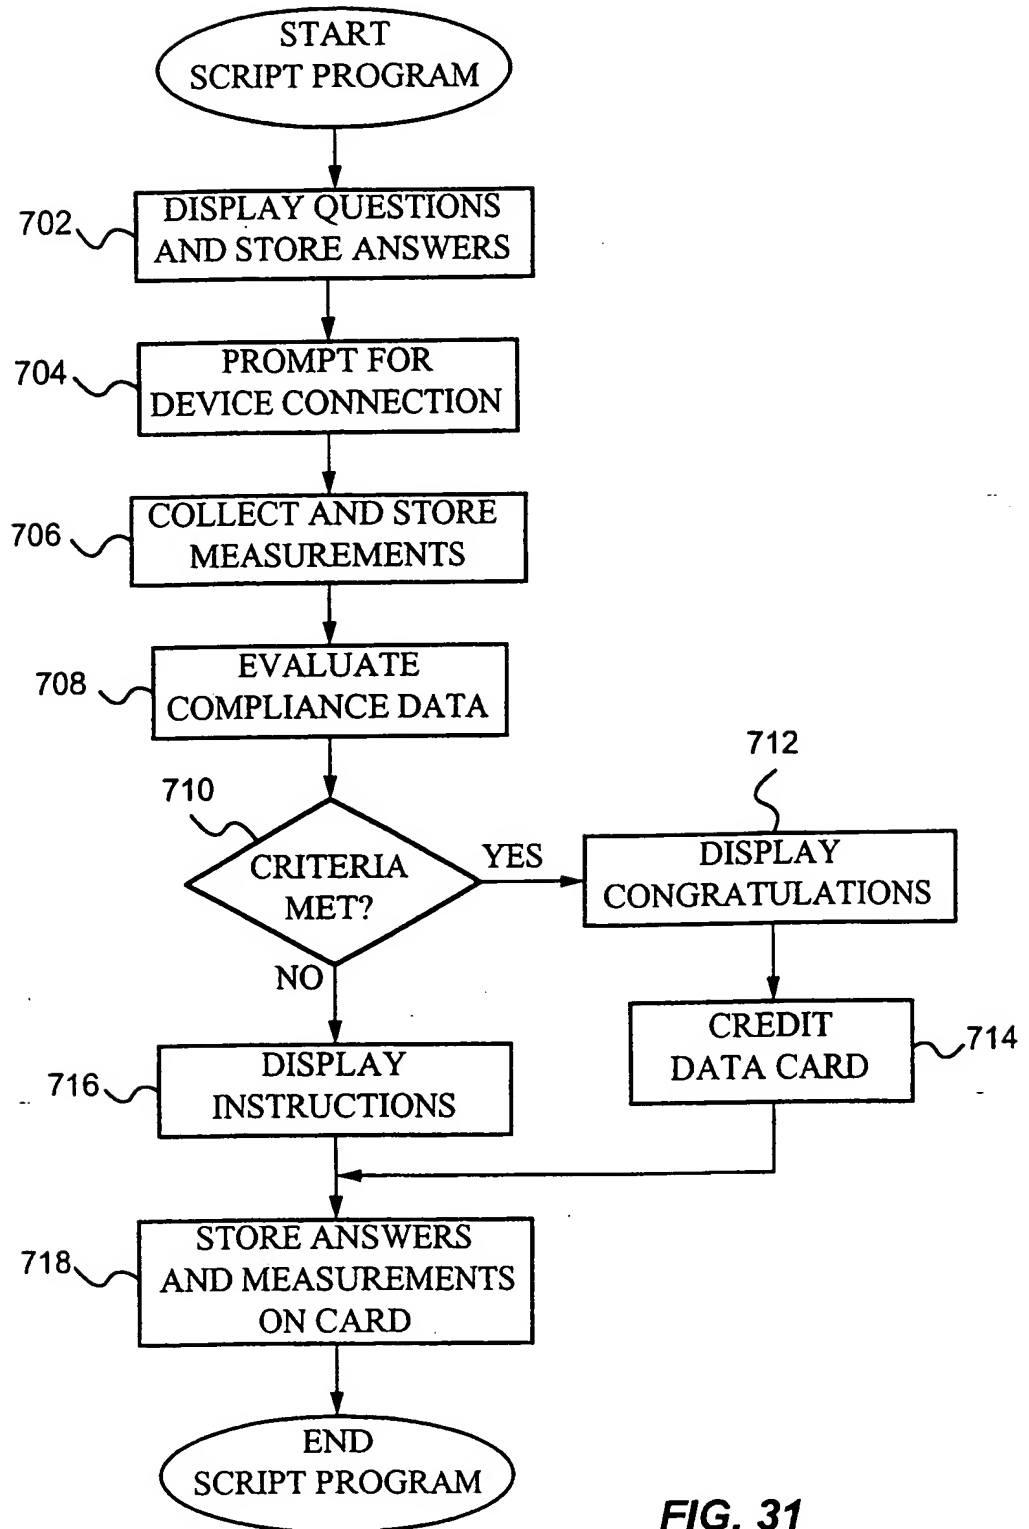 START
SCRIPT PROGRAM
702
DISPLAY QUESTIONS
AND STORE ANSWERS
704
PROMPT FOR
DEVICE CONNECTION
706
COLLECT AND STORE
MEASUREMENTS
708
EVALUATE
COMPLIANCE DATA
710
CRITERIA
MET?
YES
NO
712
DISPLAY
CONGRATULATIONS
CREDIT
DATA CARD
714
716
DISPLAY
INSTRUCTIONS
718
STORE ANSWERS
AND MEASUREMENTS
ON CARD
END
SCRIPT PROGRAM
FIG. 31